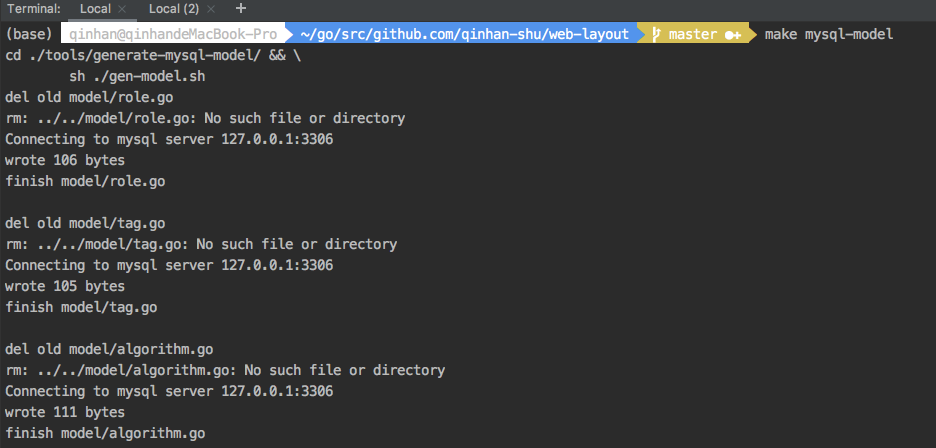 Terminal: Local × Local (2) × +
(base) qinhan@qinhandeMacBook-Pro ~/go/src/github.com/qinhan-shu/web-layout master make mysql-model
cd ./tools/generate-mysql-model/ && \
sh ./gen-model.sh
del old model/role.go
rm: ../../model/role.go: No such file or directory
Connecting to mysql server 127.0.0.1:3306
wrote 106 bytes
finish model/role.go
del old model/tag.go
rm: ../../model/tag.go: No such file or directory
Connecting to mysql server 127.0.0.1:3306
wrote 105 bytes
finish model/tag.go
del old model/algorithm.go
rm: ../../model/algorithm.go: No such file or directory
Connecting to mysql server 127.0.0.1:3306
wrote 111 bytes
finish model/algorithm.go